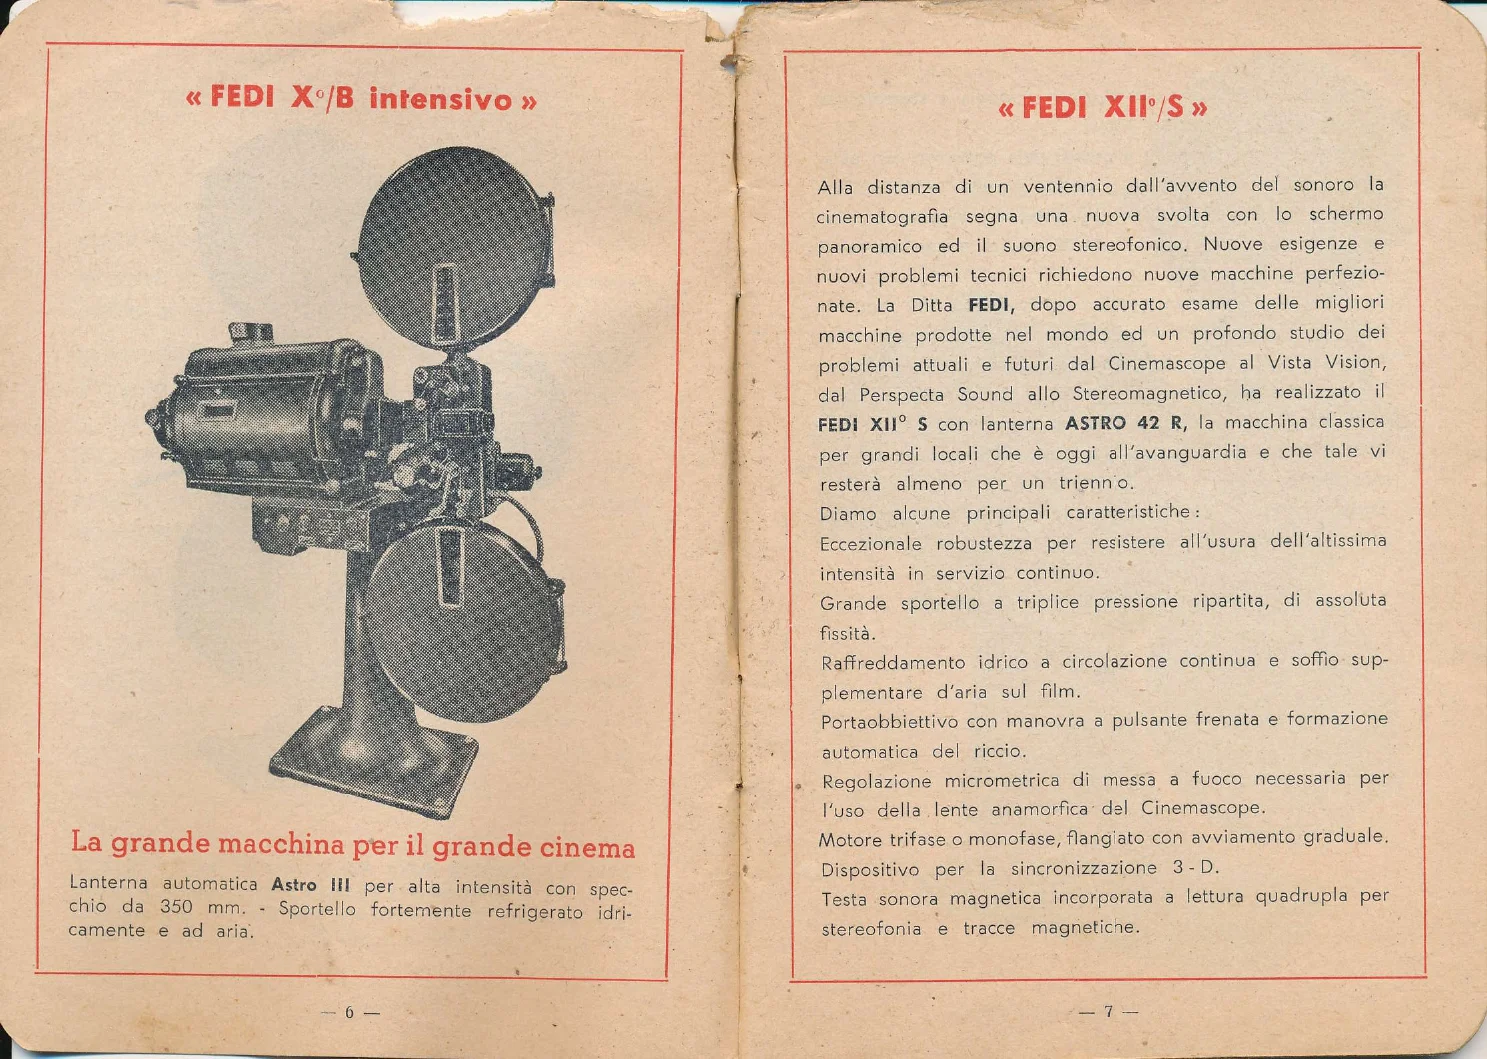 « FEDI X°/B intensivo »
La grande macchina per il grande cinema
Lanterna automatica Astro III per alta intensità con spec-
chio da 350 mm. - Sportello fortemente refrigerato idri-
camente e ad aria.
— 6 —
« FEDI XII°/S »
Alla distanza di un ventennio dall'avvento del sonoro la
cinematografia segna una nuova svolta con lo schermo
panoramico ed il suono stereofonico. Nuove esigenze e
nuovi problemi tecnici richiedono nuove macchine perfezio-
nate. La Ditta FEDI, dopo accurato esame delle migliori
macchine prodotte nel mondo ed un profondo studio dei
problemi attuali e futuri dal Cinemascope al Vista Vision,
dal Perspecta Sound allo Stereomagnetico, ha realizzato il
FEDI XII° S con lanterna ASTRO 42 R, la macchina classica
per grandi locali che è oggi all'avanguardia e che tale vi
resterà almeno per un triennio.
Diamo alcune principali caratteristiche :
Eccezionale robustezza per resistere all'usura dell'altissima
intensità in servizio continuo.
Grande sportello a triplice pressione ripartita, di assoluta
fissità.
Raffreddamento idrico a circolazione continua e soffio sup-
plementare d'aria sul film.
Portaobbiettivo con manovra a pulsante frenata e formazione
automatica del riccio.
Regolazione micrometrica di messa a fuoco necessaria per
l'uso della lente anamorfica del Cinemascope.
Motore trifase o monofase, flangiato con avviamento graduale.
Dispositivo per la sincronizzazione 3 - D.
Testa sonora magnetica incorporata a lettura quadrupla per
stereofonia e tracce magnetiche.
— 7 —